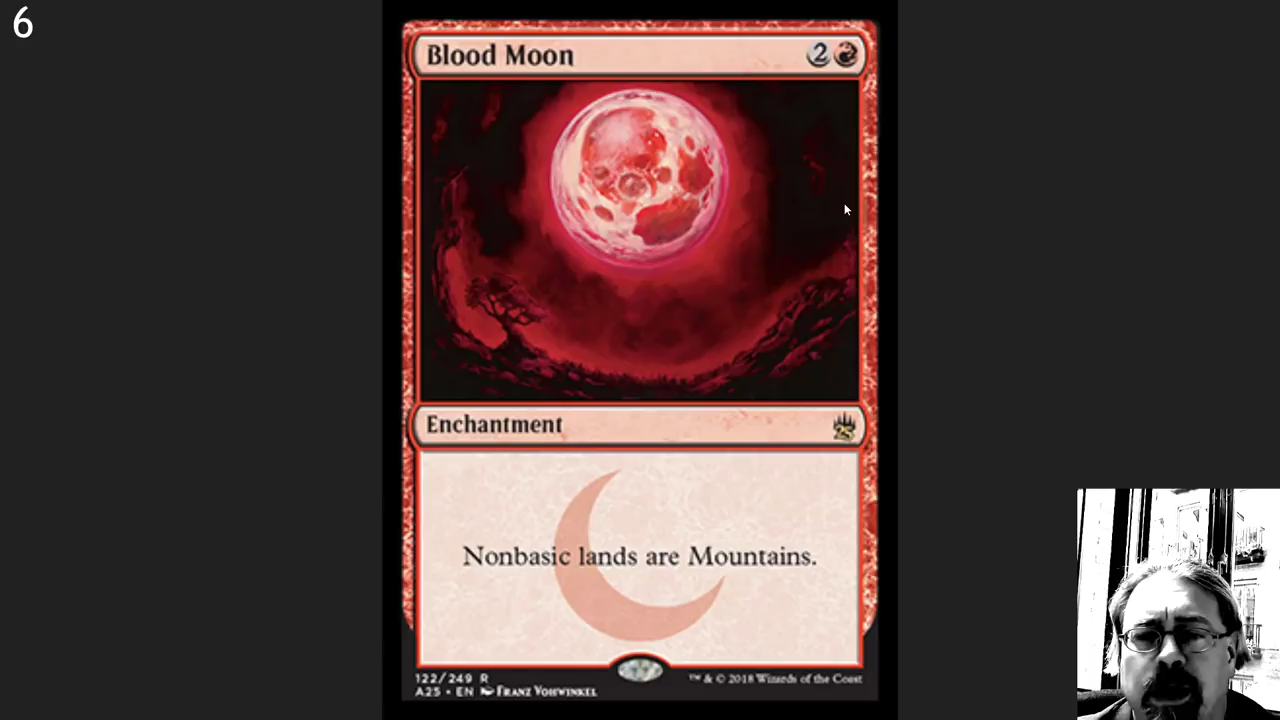 6
Blood Moon 2
Enchantment
Nonbasic lands are Mountains.
122/249 R
A25 • EN Franz Vohwinkel
™ & © 2018 Wizards of the Coast